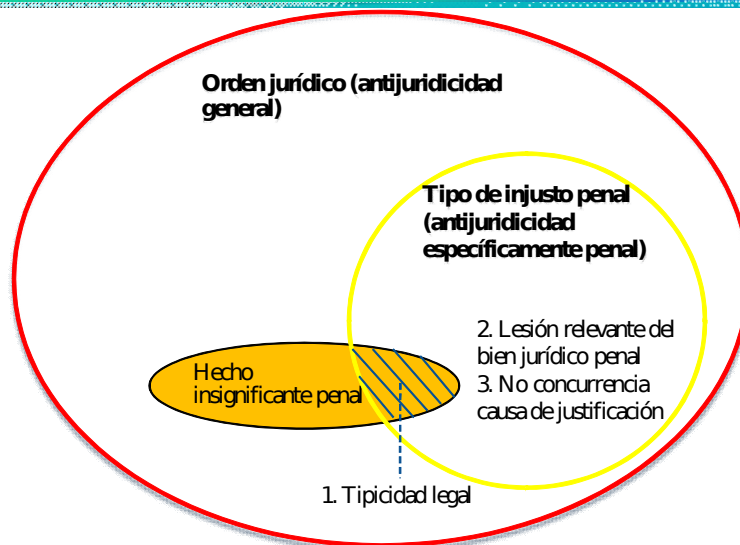 Orden jurídico (antijuridicidad
general)
Tipo de injusto penal
(antijuridicidad
específicamente penal)
2. Lesión relevante del
bien jurídico penal
3. No concurrencia
causa de justificación
Hecho
insignificante penal
1. Tipicidad legal